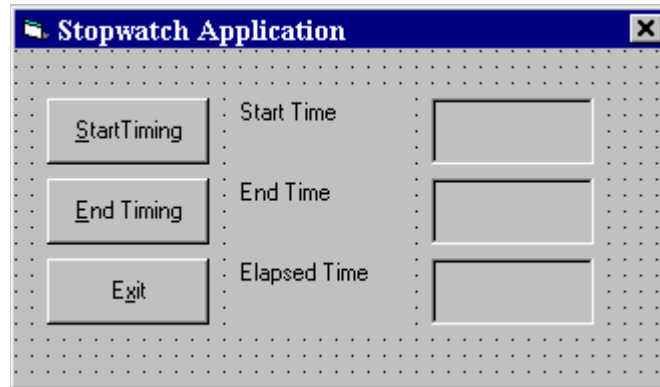 Stopwatch Application
StartTiming
Start Time
End Timing
End Time
Exit
Elapsed Time